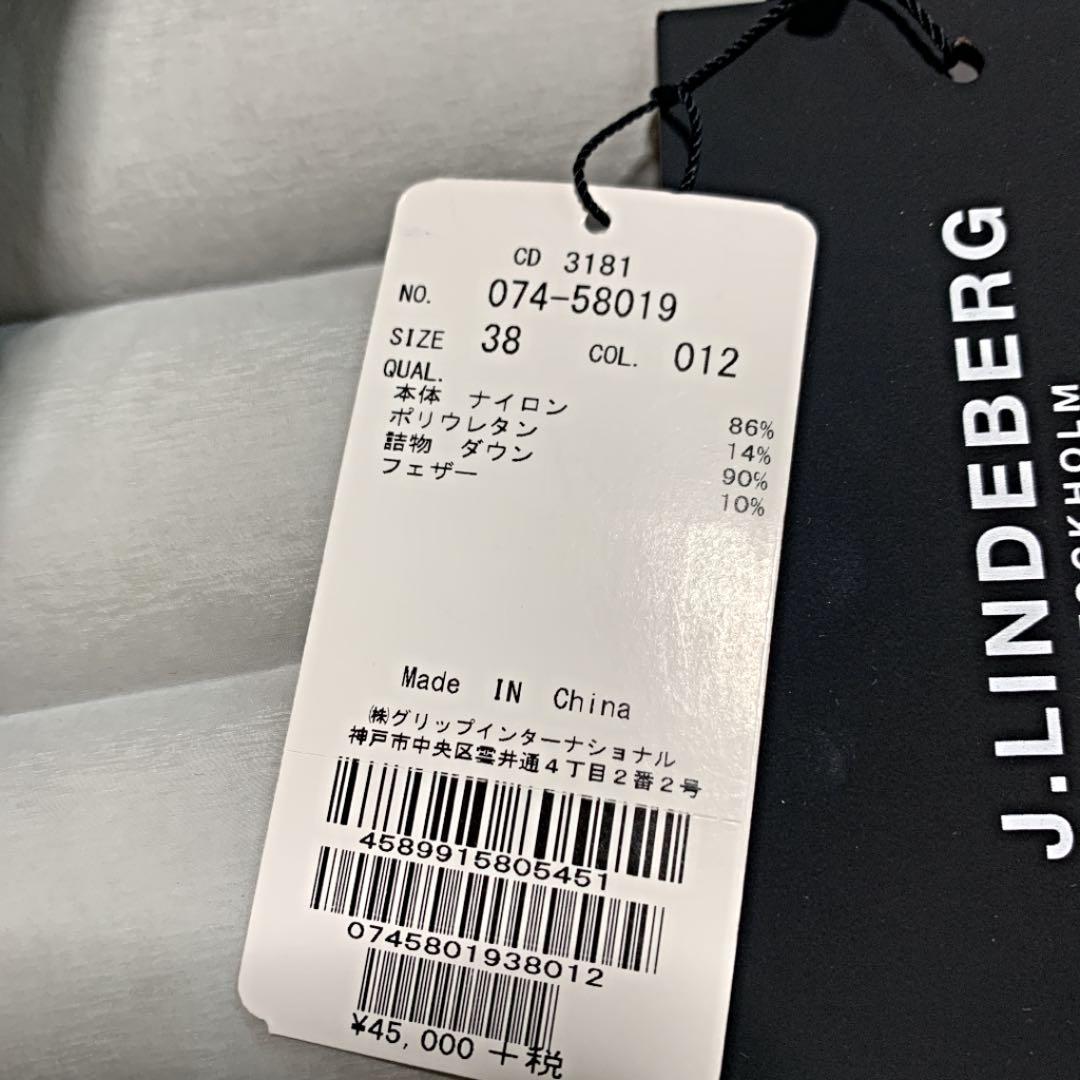 CD 3181
NO. 074-58019
SIZE 38 COL. 012
QUAL.
本体 ナイロン 86%
ポリウレタン 14%
詰物 ダウン 90%
フェザー 10%
Made IN China
㈱グリップインターナショナル
神戸市中央区雲井通4丁目2番2号
4589915805451
0745801938012
¥45,000 +税
J.LINDEBERG